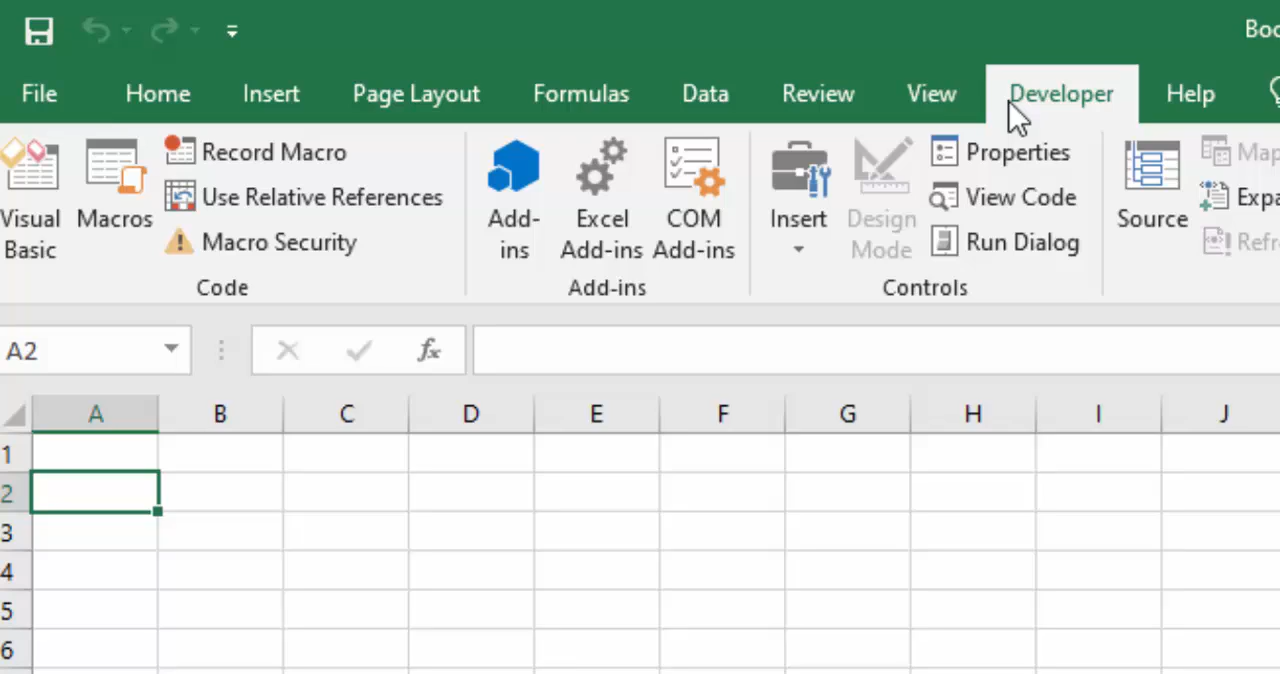 Boo
File Home Insert Page Layout Formulas Data Review View Developer Help
Visual Basic
Macros
Record Macro
Use Relative References
Macro Security
Code
Add-ins
Excel Add-ins
COM Add-ins
Add-ins
Insert
Design Mode
Properties
View Code
Run Dialog
Controls
Source
Map
Expa
Refr
A2
fx
A B C D E F G H I J
1
2
3
4
5
6